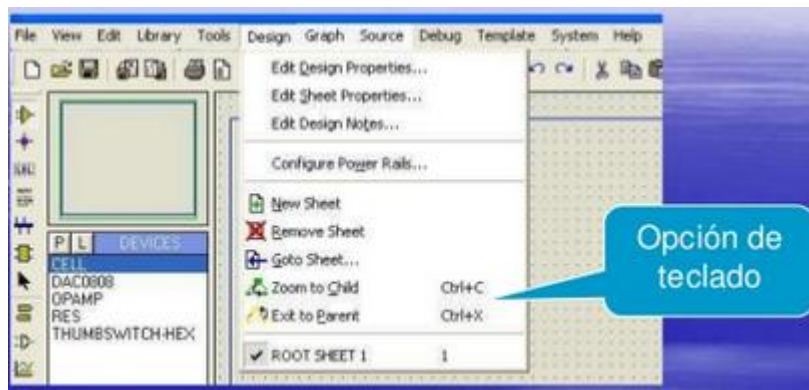 File View Edit Library Tools Design Graph Source Debug Template System Help
Edit Design Properties...
Edit Sheet Properties...
Edit Design Notes...
Configure Power Rails...
New Sheet
Remove Sheet
Goto Sheet...
Zoom to Child Ctrl+C
Exit to Parent Ctrl+X
ROOT SHEET 1 1
P L DEVICES
CELL
DAC0808
OPAMP
RES
THUMBSWITCH-HEX
Opción de
teclado